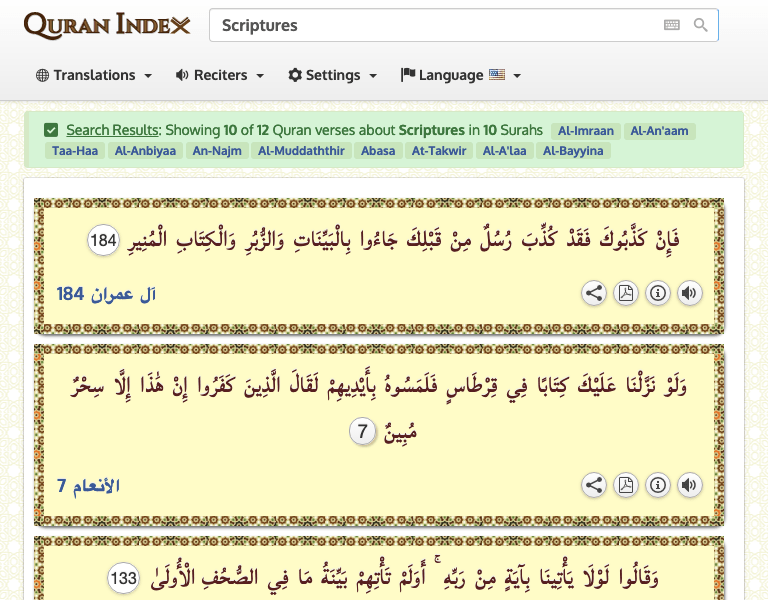 QURAN INDEX
Scriptures
Translations Reciters Settings Language
Search Results: Showing 10 of 12 Quran verses about Scriptures in 10 Surahs Al-Imraan Al-An'aam
Taa-Haa Al-Anbiyaa An-Najm Al-Muddaththir Abasa At-Takwir Al-A'laa Al-Bayyina
فَإِنْ كَذَّبُوكَ فَقَدْ كُذِّبَ رُسُلٌ مِنْ قَبْلِكَ جَاءُوا بِالْبَيِّنَاتِ وَالزُّبُرِ وَالْكِتَابِ الْمُنِيرِ 184
آل عمران 184
وَلَوْ نَزَّلْنَا عَلَيْكَ كِتَابًا فِي قِرْطَاسٍ فَلَمَسُوهُ بِأَيْدِيهِمْ لَقَالَ الَّذِينَ كَفَرُوا إِنْ هَٰذَا إِلَّا سِحْرٌ
مُبِينٌ 7
الأنعام 7
وَقَالُوا لَوْلَا يَأْتِينَا بِآيَةٍ مِنْ رَبِّهِ ۚ أَوَلَمْ تَأْتِهِمْ بَيِّنَةُ مَا فِي الصُّحُفِ الْأُولَىٰ 133